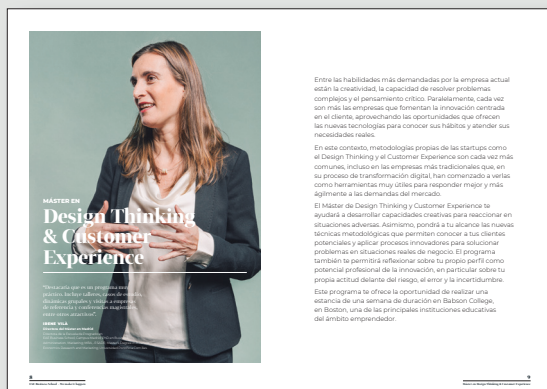 MÁSTER EN
Design Thinking
& Customer
Experience
"Destacaría que es un programa muy
práctico. Incluye talleres, casos de estudio,
dinámicas grupales y visitas a empresas
de referencia y conferencias magistrales,
entre otros atractivos".
IRENE VILÀ
Directora del Máster en Madrid
8
Entre las habilidades más demandadas por la empresa actual
están la creatividad, la capacidad de resolver problemas
complejos y el pensamiento crítico. Paralelamente, cada vez
son más las empresas que fomentan la innovación centrada
en el cliente, aprovechando las oportunidades que ofrecen
las nuevas tecnologías para conocer sus hábitos y atender sus
necesidades reales.
En este contexto, metodologías propias de las startups como
el Design Thinking y el Customer Experience son cada vez más
comunes, incluso en las empresas más tradicionales que, en
su proceso de transformación digital, han comenzado a verlas
como herramientas muy útiles para responder mejor y más
ágilmente a las demandas del mercado.
El Máster de Design Thinking y Customer Experience te
ayudará a desarrollar capacidades creativas para reaccionar en
situaciones adversas. Asimismo, pondrá a tu alcance las nuevas
técnicas metodológicas que permiten conocer a tus clientes
potenciales y aplicar procesos innovadores para solucionar
problemas en situaciones reales de negocio. El programa
también te permitirá reflexionar sobre tu propio perfil como
potencial profesional de la innovación, en particular sobre tu
propia actitud delante del riesgo, el error y la incertidumbre.
Este programa te ofrece la oportunidad de realizar una
estancia de una semana de duración en Babson College,
en Boston, una de las principales instituciones educativas
del ámbito emprendedor.
9
Máster en Design Thinking & Customer Experience